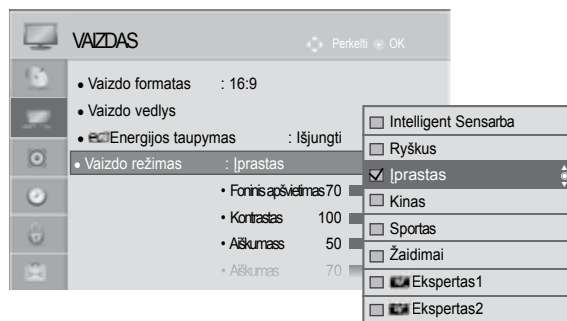 VAIZDAS
Perkelti OK
• Vaizdo formatas : 16:9
• Vaizdo vedlys
• Energijos taupymas : Išjungti
• Vaizdo režimas : Įprastas
• Foninis apšvietimas 70
• Kontrastas 100
• Aiškumass 50
• Aiškumas 70
Intelligent Sensarba
Ryškus
Įprastas
Kinas
Sportas
Žaidimai
Ekspertas1
Ekspertas2